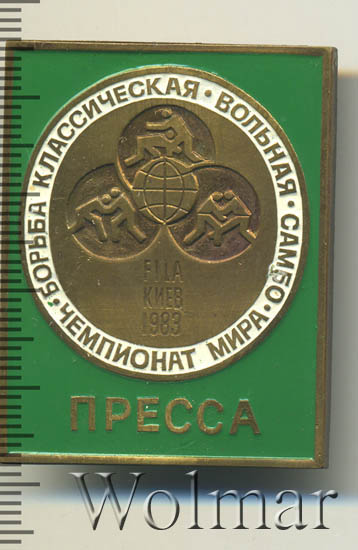 БОРЬБА КЛАССИЧЕСКАЯ · ВОЛЬНАЯ · САМБО · ЧЕМПИОНАТ МИРА ·
FILA
КИЕВ
1983
ПРЕССА
Wolmar